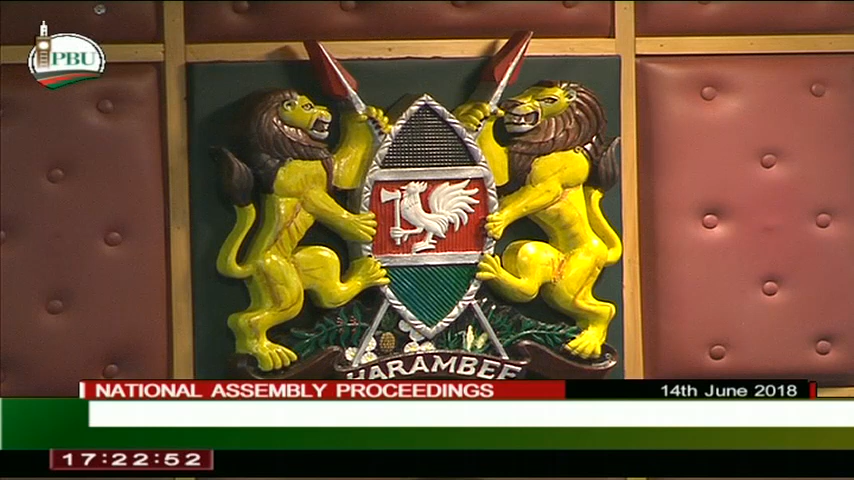 PBU
HARAMBEE
NATIONAL ASSEMBLY PROCEEDINGS
14th June 2018
17:22:52